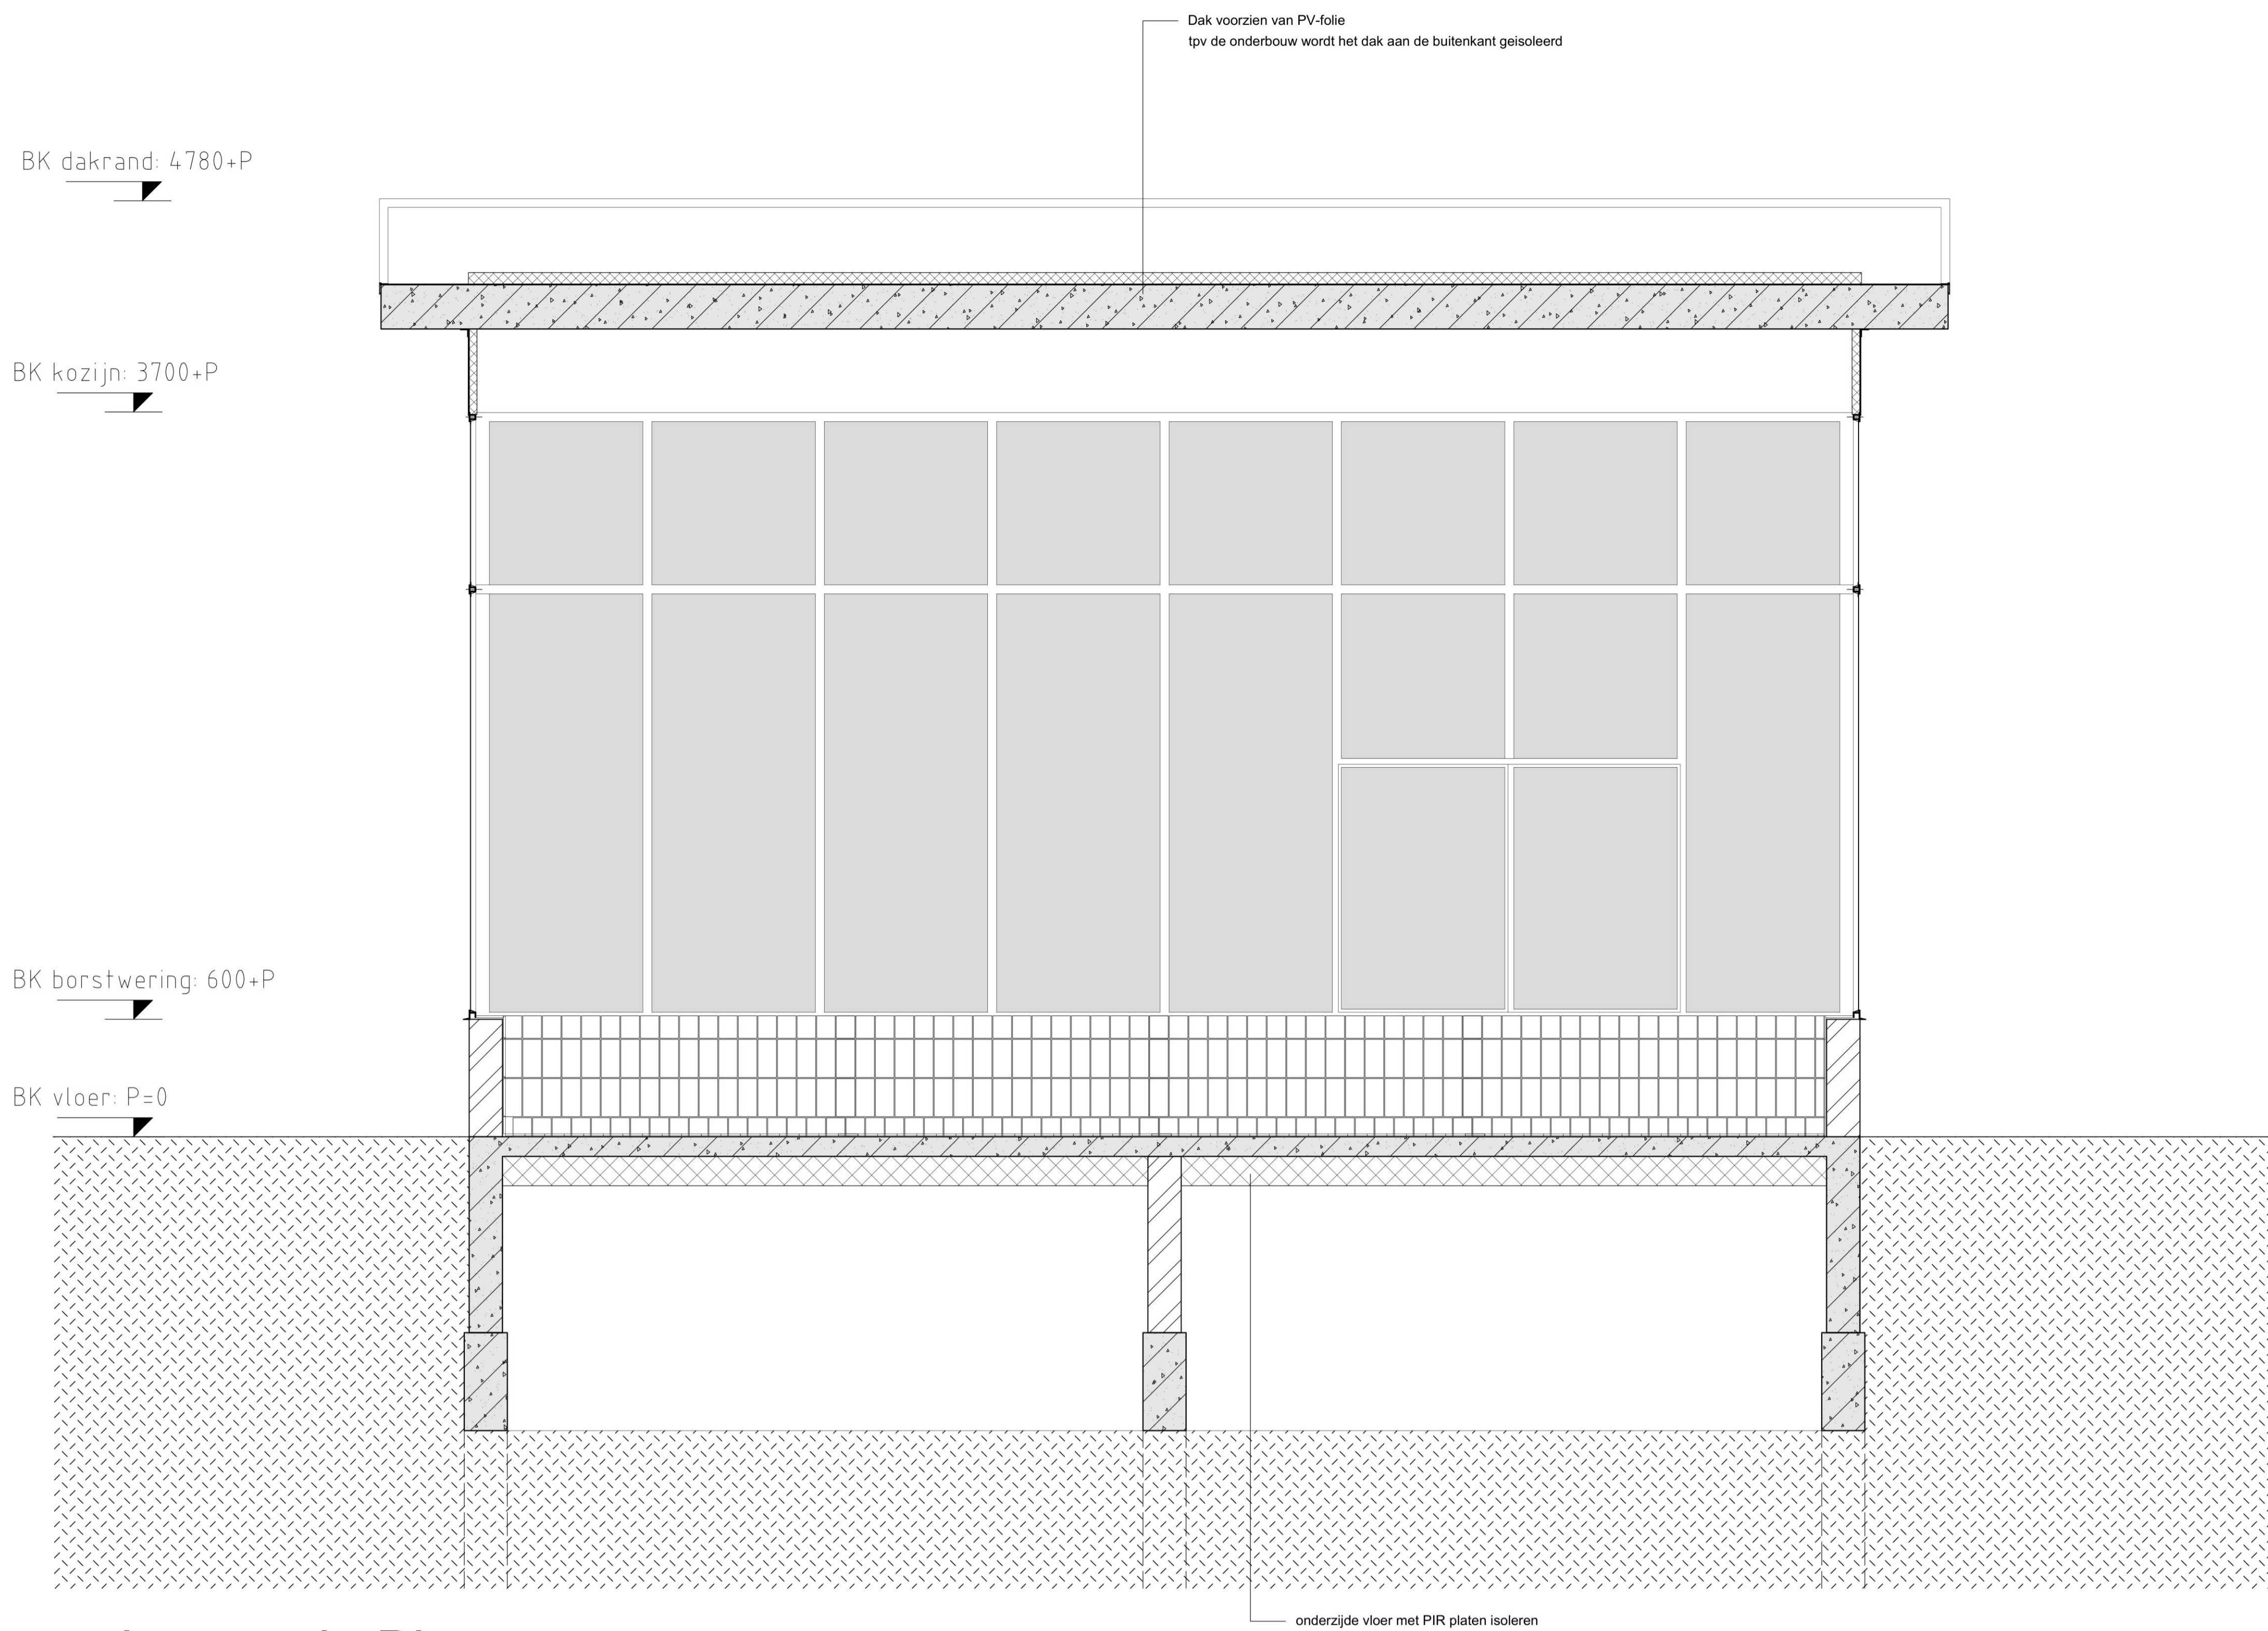 Dak voorzien van PV-folie
tpv de onderbouw wordt het dak aan de buitenkant geisoleerd
BK dakrand: 4780+P
BK kozijn: 3700+P
BK borstwering: 600+P
BK vloer: P=0
onderzijde vloer met PIR platen isoleren